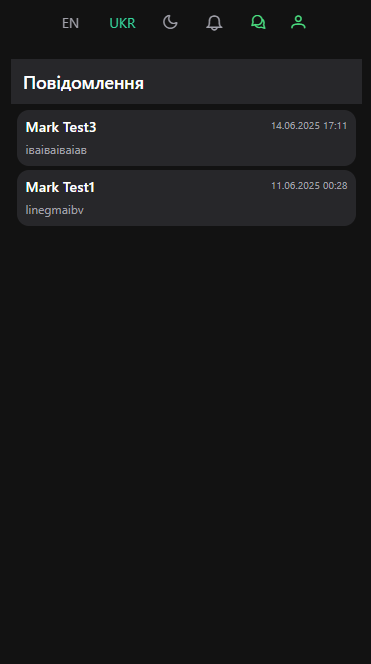 EN UKR
Повідомлення
Mark Test3 14.06.2025 17:11
іваіваіваіав
Mark Test1 11.06.2025 00:28
linegmaibv